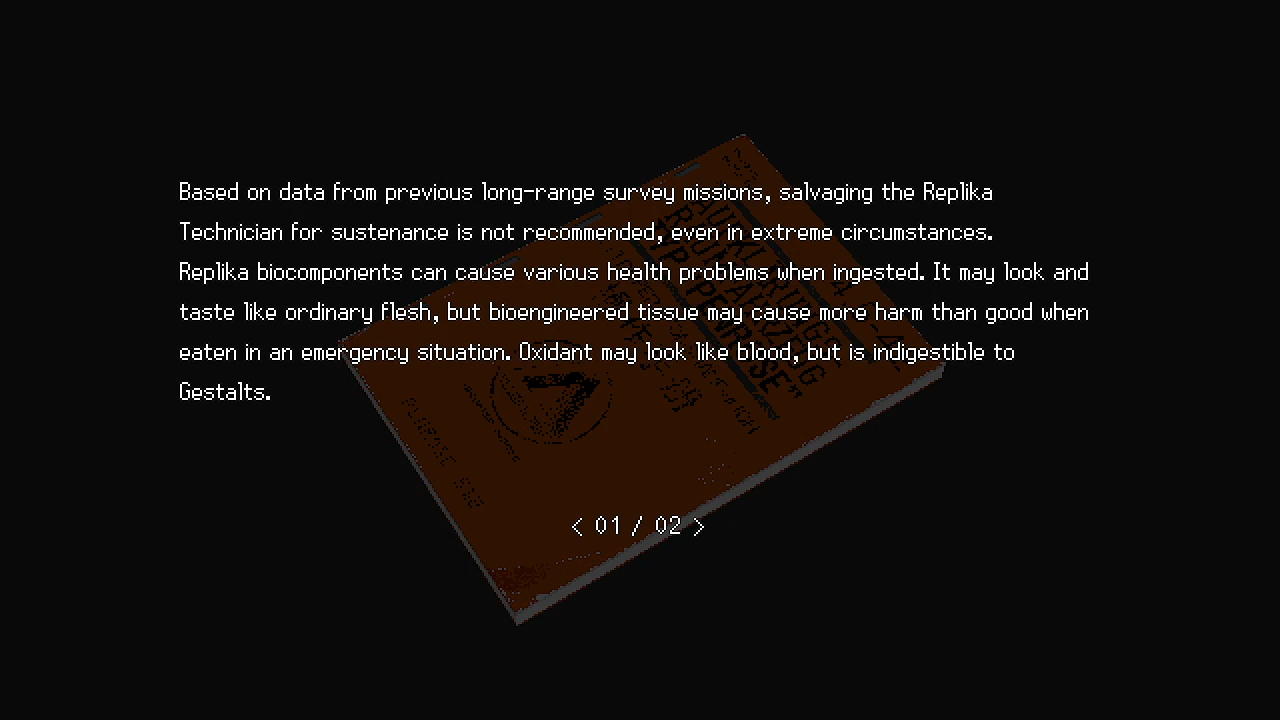 Based on data from previous long-range survey missions, salvaging the Replika
Technician for sustenance is not recommended, even in extreme circumstances.
Replika biocomponents can cause various health problems when ingested. It may look and
taste like ordinary flesh, but bioengineered tissue may cause more harm than good when
eaten in an emergency situation. Oxidant may look like blood, but is indigestible to
Gestalts.
< 01 / 02 >